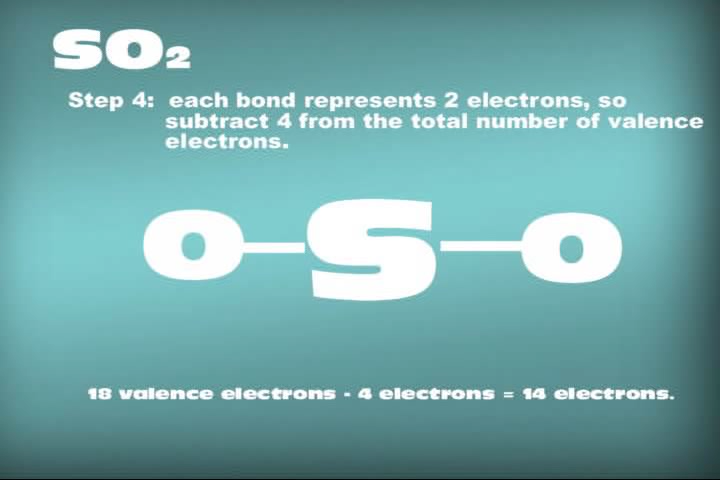 SO₂
Step 4: each bond represents 2 electrons, so
subtract 4 from the total number of valence
electrons.
O—S—O
18 valence electrons - 4 electrons = 14 electrons.